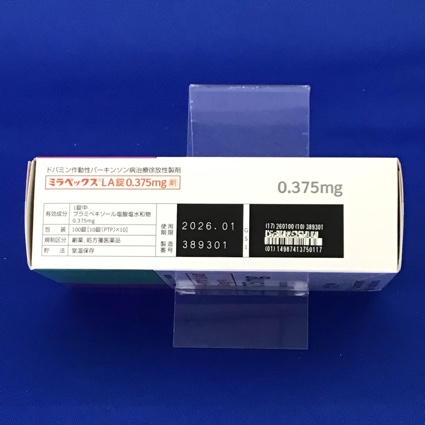 ドパミン作動性パーキンソン病治療徐放性製剤
ミラペックス®LA錠0.375mg 劇
0.375mg
有効成分
1錠中
プラミペキソール塩酸塩水和物
0.375mg
包装 100錠[10錠(PTP)×10]
規制区分 劇薬、処方箋医薬品
貯法 室温保存
使用期限 2026.01
製造番号 389301
GS1
(17)260100(10)389301
(01)14987413750117